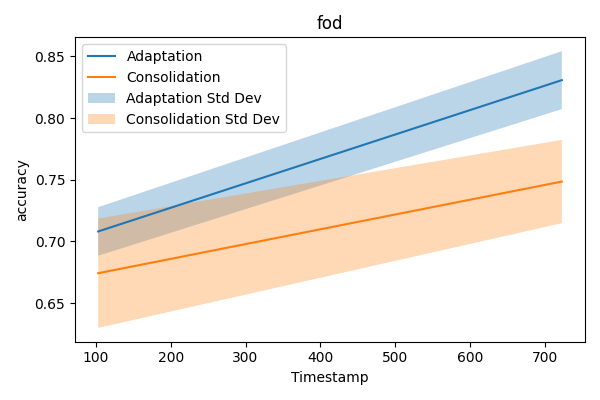 fod
Adaptation
Consolidation
Adaptation Std Dev
Consolidation Std Dev
accuracy
0.85
0.80
0.75
0.70
0.65
100 200 300 400 500 600 700
Timestamp